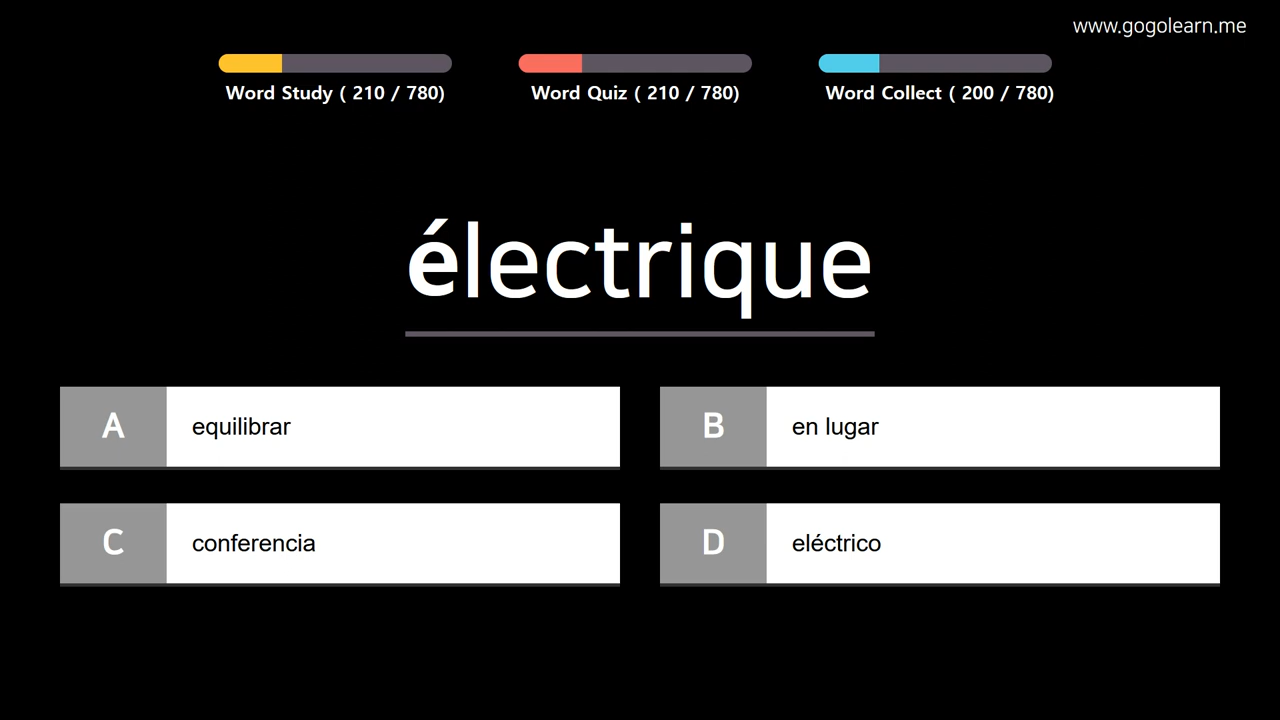 www.gogolearn.me
Word Study ( 210 / 780)
Word Quiz ( 210 / 780)
Word Collect ( 200 / 780)
électrique
A equilibrar
B en lugar
C conferencia
D eléctrico